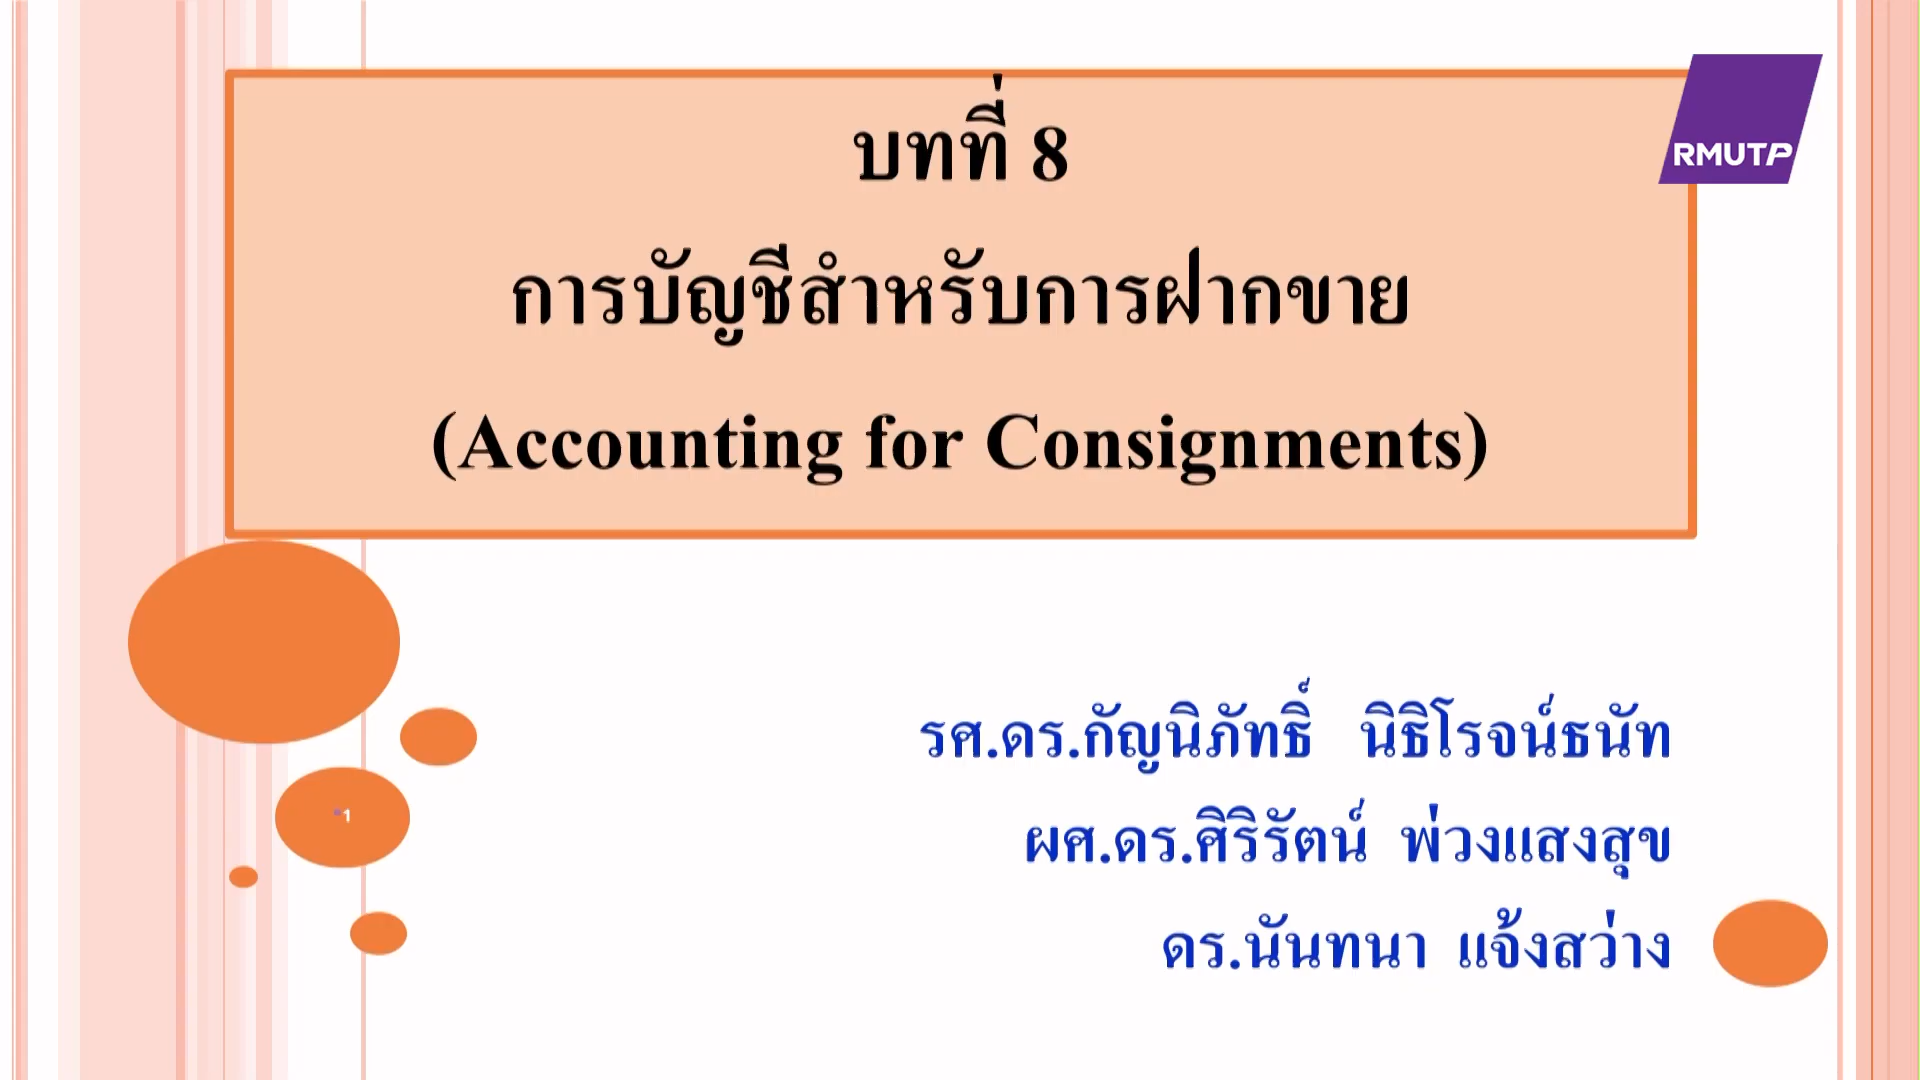 บทที่ 8
RMUTP
การบัญชีสำหรับการฝากขาย
(Accounting for Consignments)
รศ.ดร.กัญนิภัทธิ์ นิธิโรจน์ธนัท
ผศ.ดร.ศิริรัตน์ พ่วงแสงสุข
•1
ดร.นันทนา แจ้งสว่าง